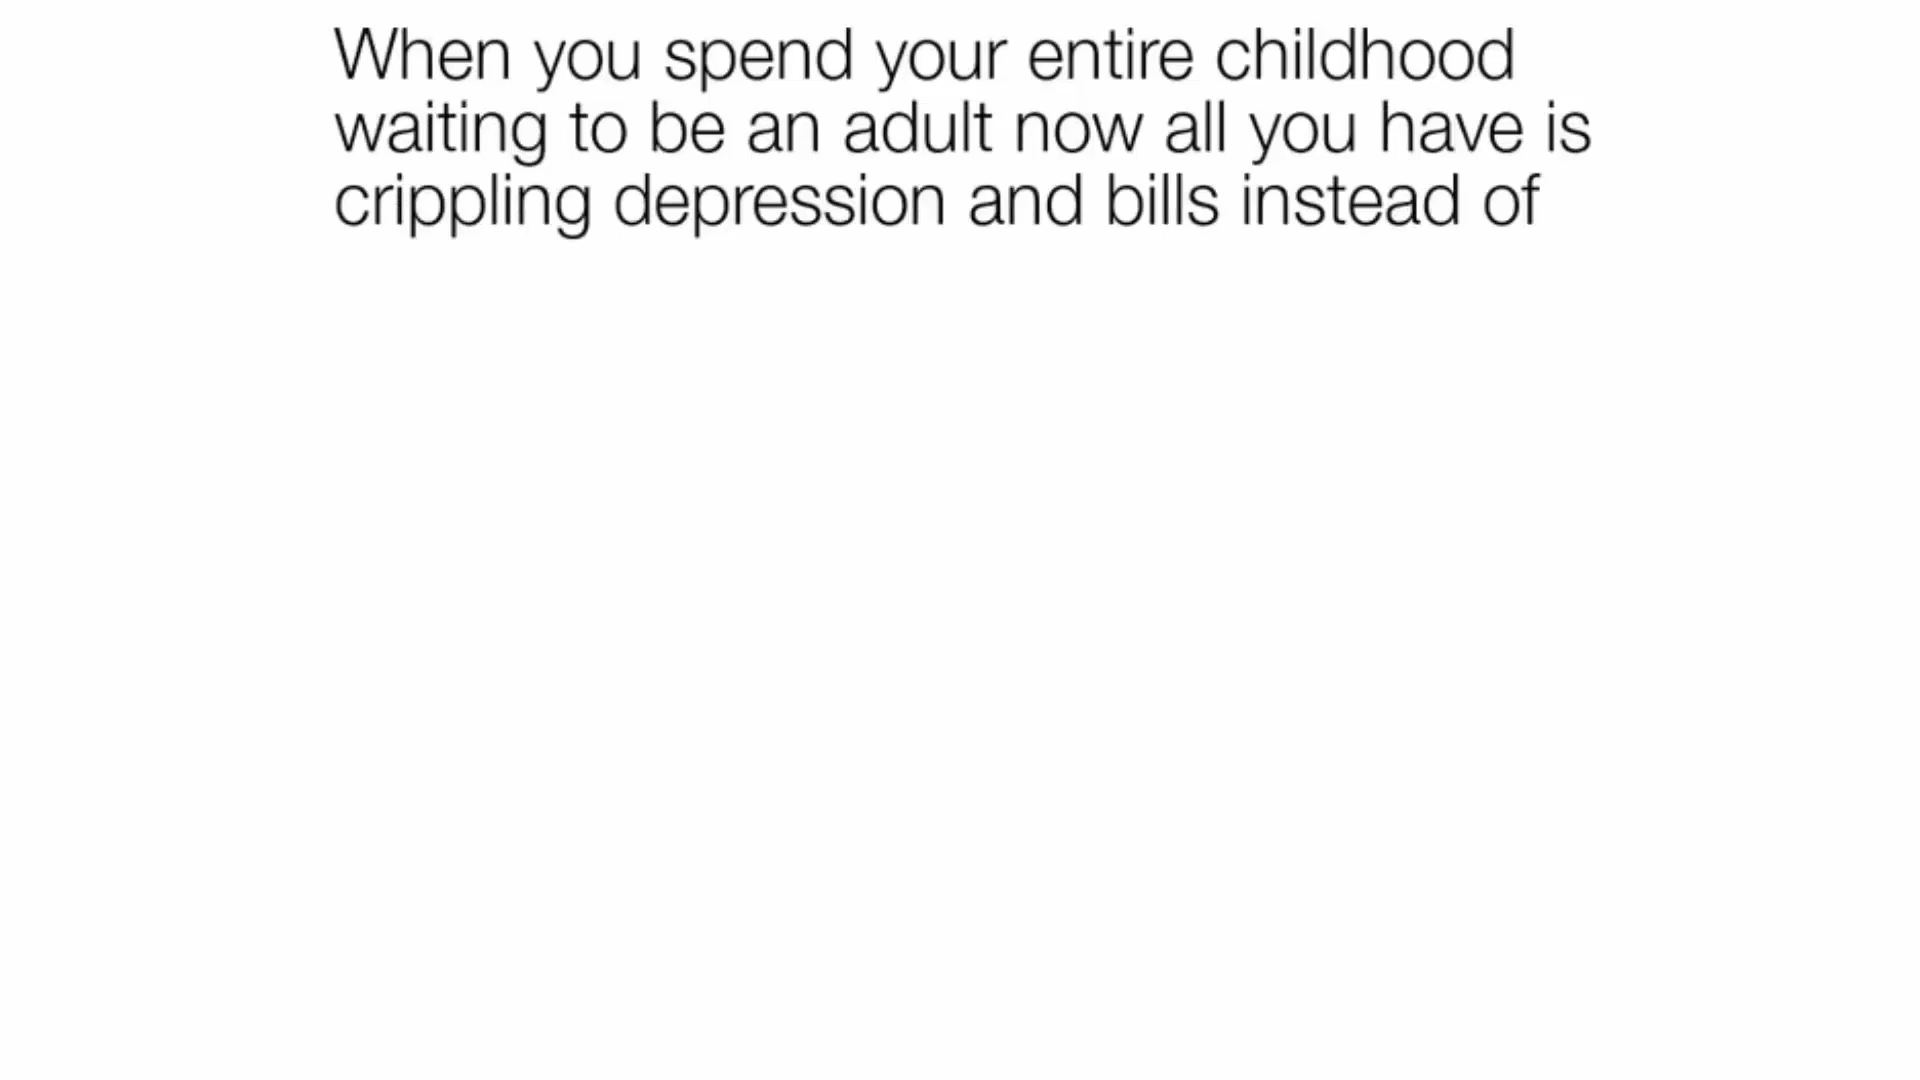 When you spend your entire childhood
waiting to be an adult now all you have is
crippling depression and bills instead of